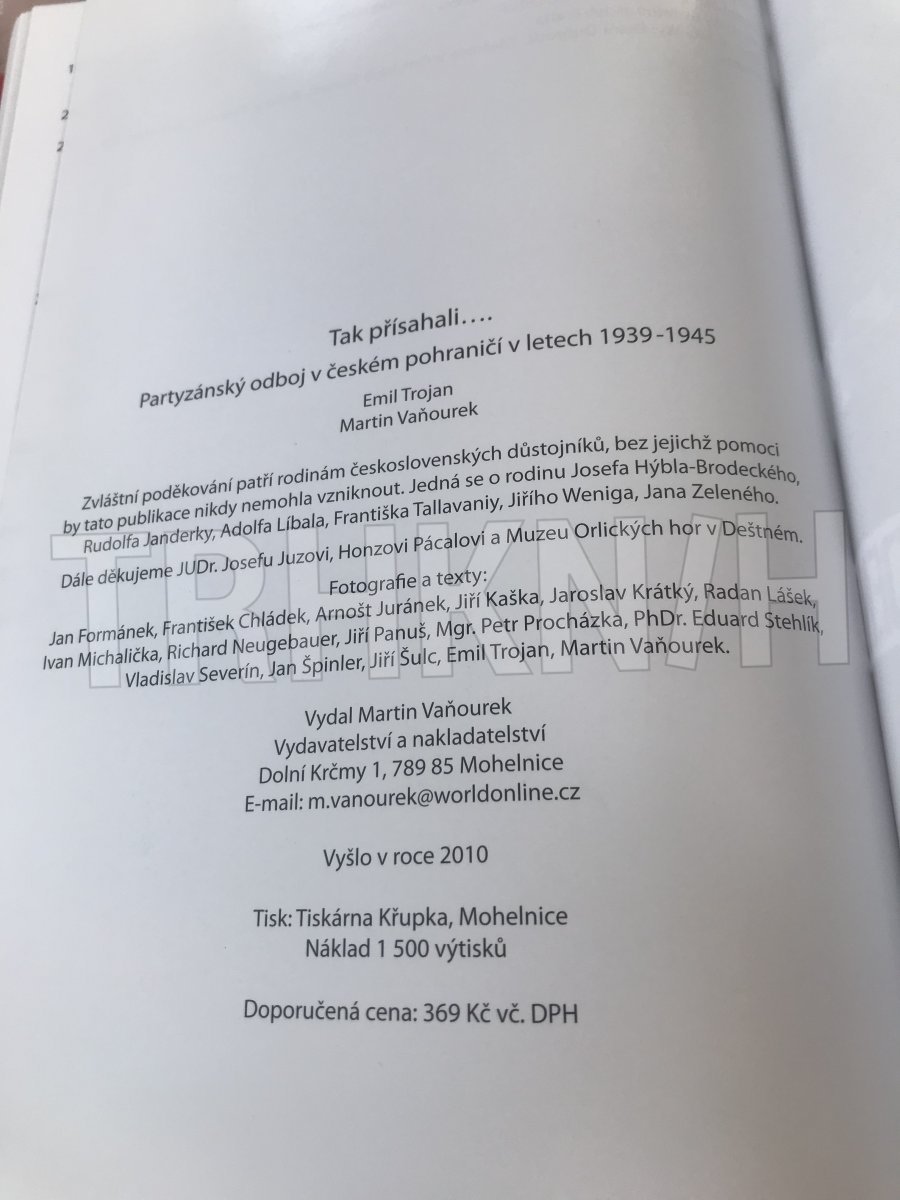 1
2
2
Tak přísahali….
Partyzánský odboj v českém pohraničí v letech 1939-1945
Emil Trojan
Martin Vaňourek
Zvláštní poděkování patří rodinám československých důstojníků, bez jejichž pomoci
by tato publikace nikdy nemohla vzniknout. Jedná se o rodinu Josefa Hýbla-Brodeckého,
Rudolfa Janderky, Adolfa Líbala, Františka Tallavaniy, Jiřího Weniga, Jana Zeleného.
Dále děkujeme JUDr. Josefu Juzovi, Honzovi Pácalovi a Muzeu Orlických hor v Deštném.
Fotografie a texty:
Jan Formánek, František Chládek, Arnošt Juránek, Jiří Kaška, Jaroslav Krátký, Radan Lášek,
Ivan Michalička, Richard Neugebauer, Jiří Panuš, Mgr. Petr Procházka, PhDr. Eduard Stehlík,
Vladislav Severín, Jan Špinler, Jiří Šulc, Emil Trojan, Martin Vaňourek.
TRHKNIH
Vydal Martin Vaňourek
Vydavatelství a nakladatelství
Dolní Krčmy 1, 789 85 Mohelnice
E-mail: m.vanourek@worldonline.cz
Vyšlo v roce 2010
Tisk: Tiskárna Křupka, Mohelnice
Náklad 1 500 výtisků
Doporučená cena: 369 Kč vč. DPH